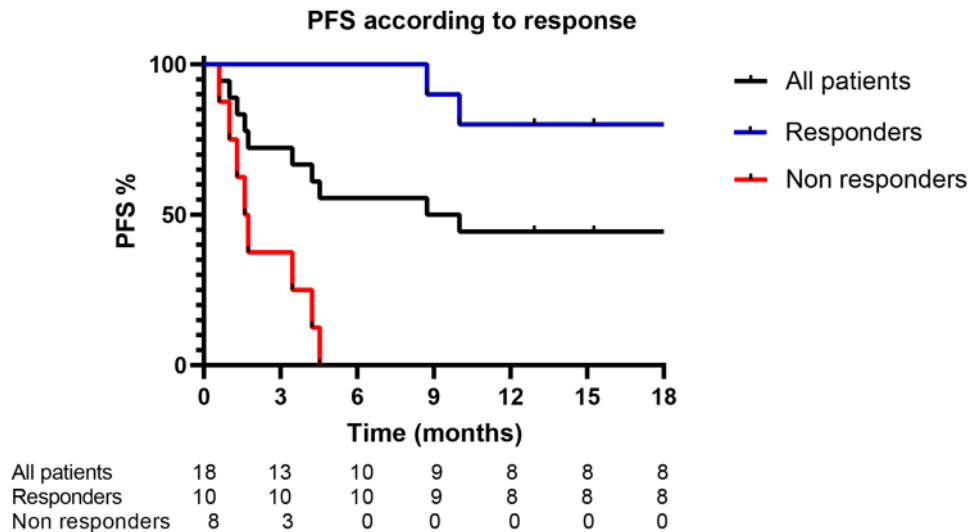 PFS according to response
PFS %
100
50
0
0 3 6 9 12 15 18
Time (months)
All patients
Responders
Non responders
All patients 18 13 10 9 8 8 8
Responders 10 10 10 9 8 8 8
Non responders 8 3 0 0 0 0 0